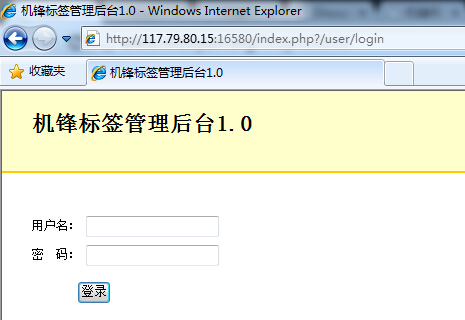 机锋标签管理后台1.0 - Windows Internet Explorer
http://117.79.80.15:16580/index.php?/user/login
收藏夹 机锋标签管理后台1.0
机锋标签管理后台1.0
用户名:
密 码:
登录